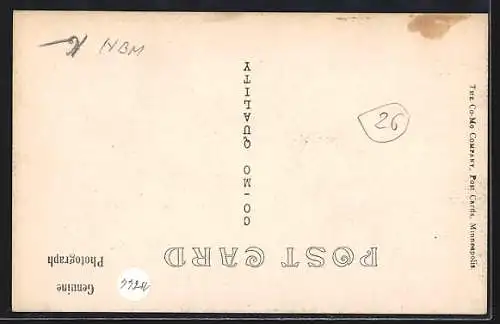 POST CARD
Genuine
Photograph
CO-MO QUALITY
THE CO-MO COMPANY, Post Cards, Minneapolis
26
HBM